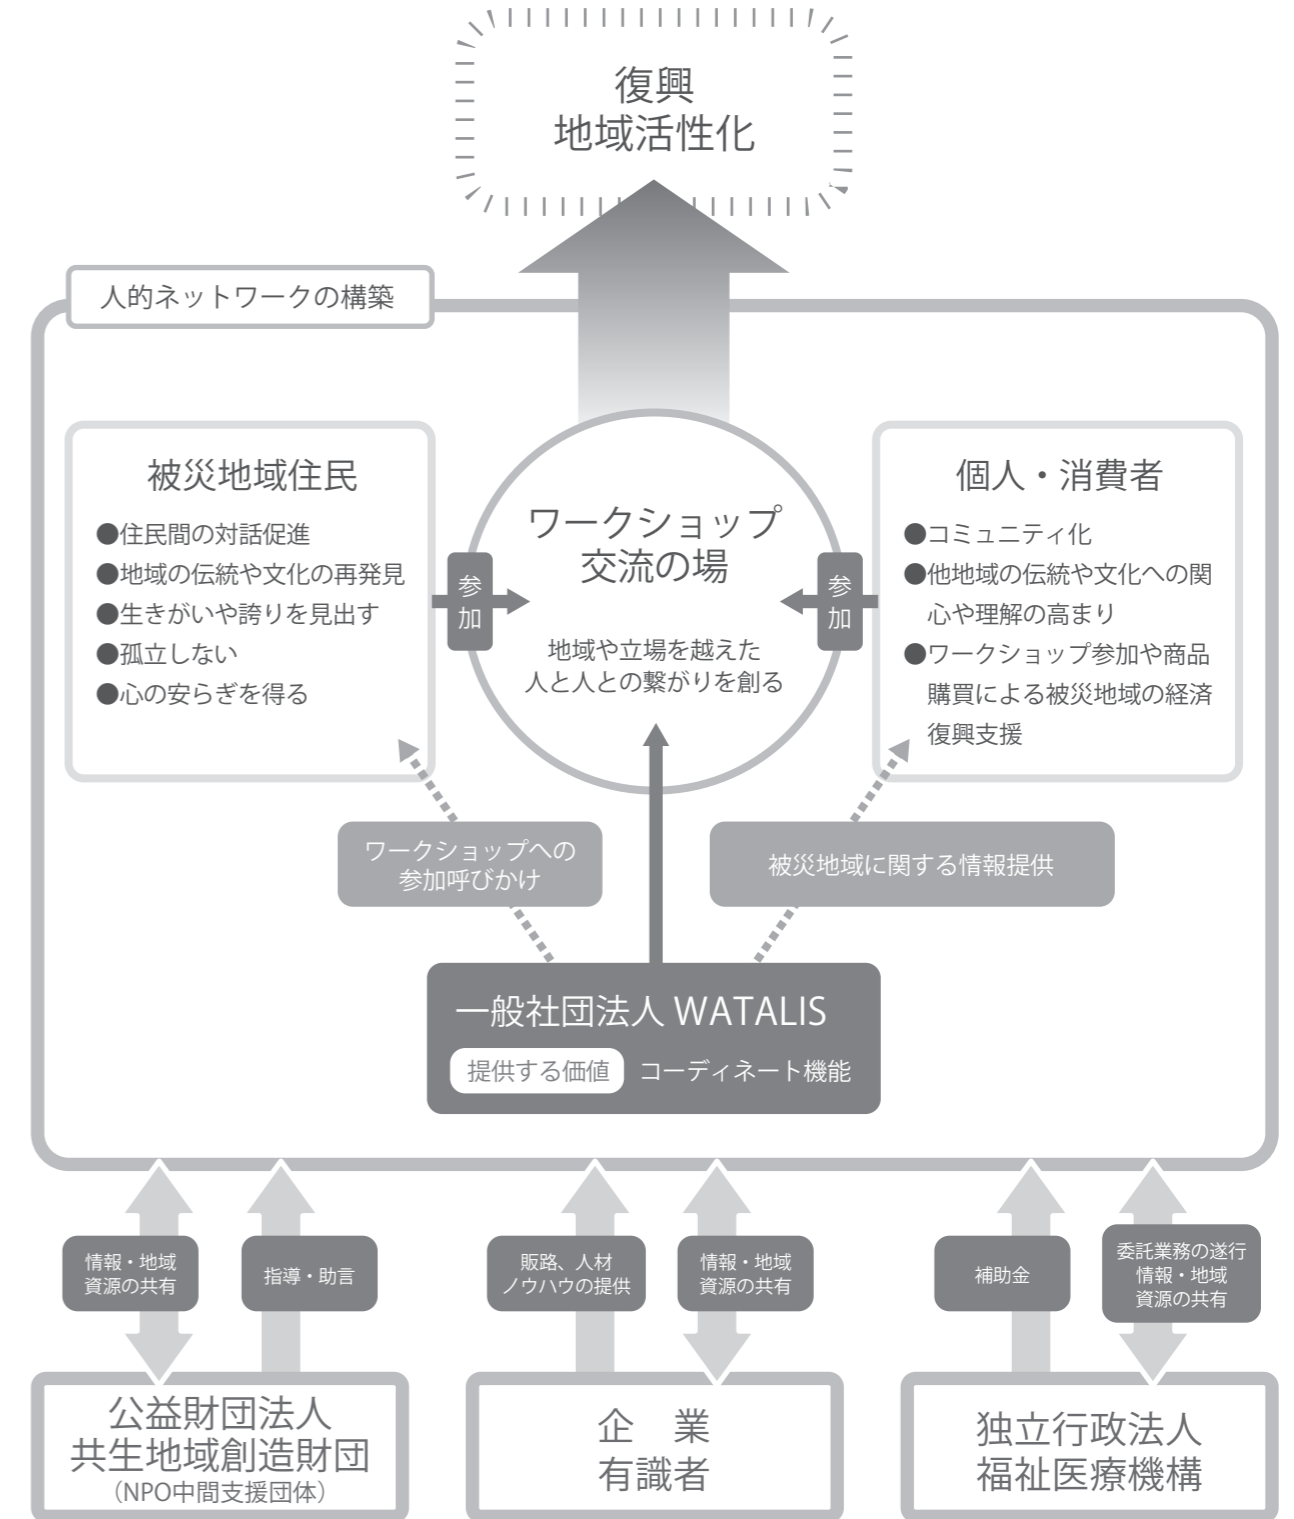 復興
地域活性化
人的ネットワークの構築
被災地域住民
●住民間の対話促進
●地域の伝統や文化の再発見
●生きがいや誇りを見出す
●孤立しない
●心の安らぎを得る
参
加
ワークショップ
交流の場
地域や立場を越えた
人と人との繋がりを創る
参
加
個人・消費者
●コミュニティ化
●他地域の伝統や文化への関
心や理解の高まり
●ワークショップ参加や商品
購買による被災地域の経済
復興支援
ワークショップへの
参加呼びかけ
被災地域に関する情報提供
一般社団法人 WATALIS
提供する価値 コーディネート機能
情報・地域
資源の共有
指導・助言
販路、人材
ノウハウの提供
情報・地域
資源の共有
補助金
委託業務の遂行
情報・地域
資源の共有
公益財団法人
共生地域創造財団
（NPO中間支援団体）
企　業
有識者
独立行政法人
福祉医療機構